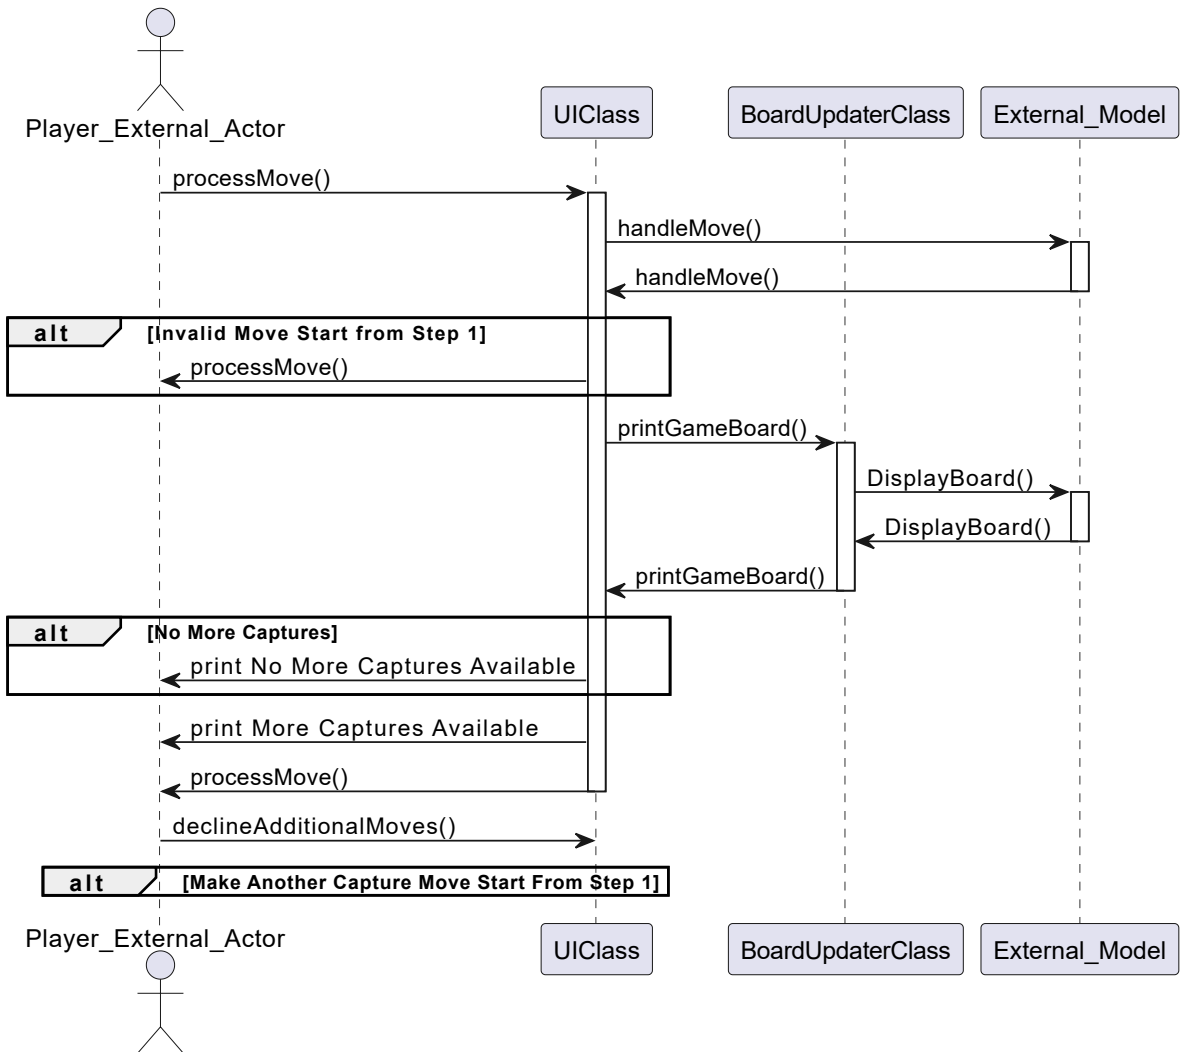 Player_External_Actor
UIClass
BoardUpdaterClass
External_Model
processMove()
handleMove()
handleMove()
alt [Invalid Move Start from Step 1]
processMove()
printGameBoard()
DisplayBoard()
DisplayBoard()
printGameBoard()
alt [No More Captures]
print No More Captures Available
print More Captures Available
processMove()
declineAdditionalMoves()
alt [Make Another Capture Move Start From Step 1]
Player_External_Actor
UIClass
BoardUpdaterClass
External_Model